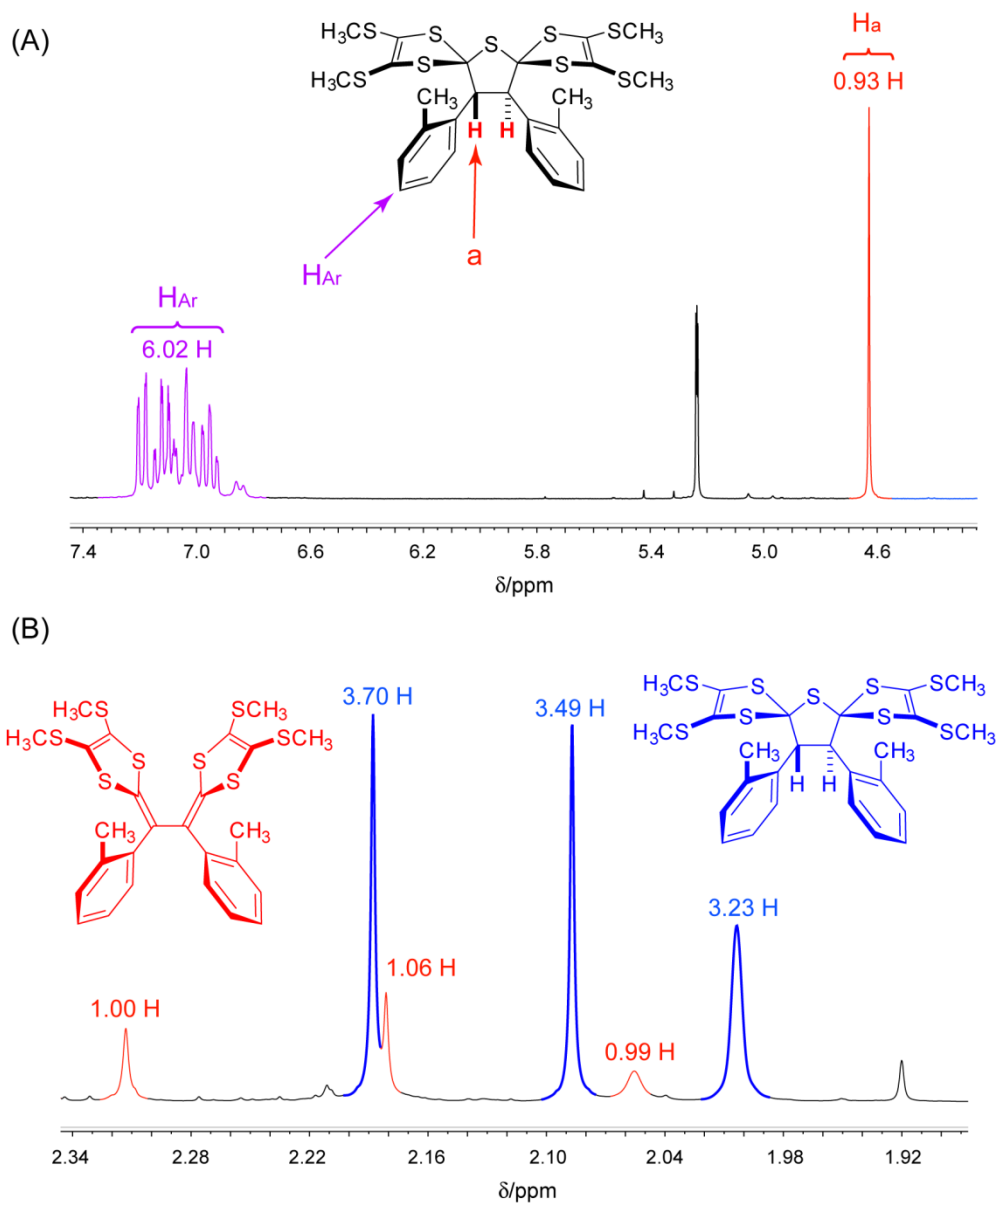 (A)
H3CS S S S SCH3
H3CS S S SCH3
CH3 CH3
H H
HAr
a
Ha
0.93 H
HAr
6.02 H
7.4 7.0 6.6 6.2 5.8 5.4 5.0 4.6
δ/ppm
(B)
H3CS SCH3
H3CS S S SCH3
S S
CH3 CH3
3.70 H
3.49 H
H3CS S S S SCH3
H3CS S S SCH3
CH3 CH3
H H
3.23 H
1.06 H
1.00 H
0.99 H
2.34 2.28 2.22 2.16 2.10 2.04 1.98 1.92
δ/ppm